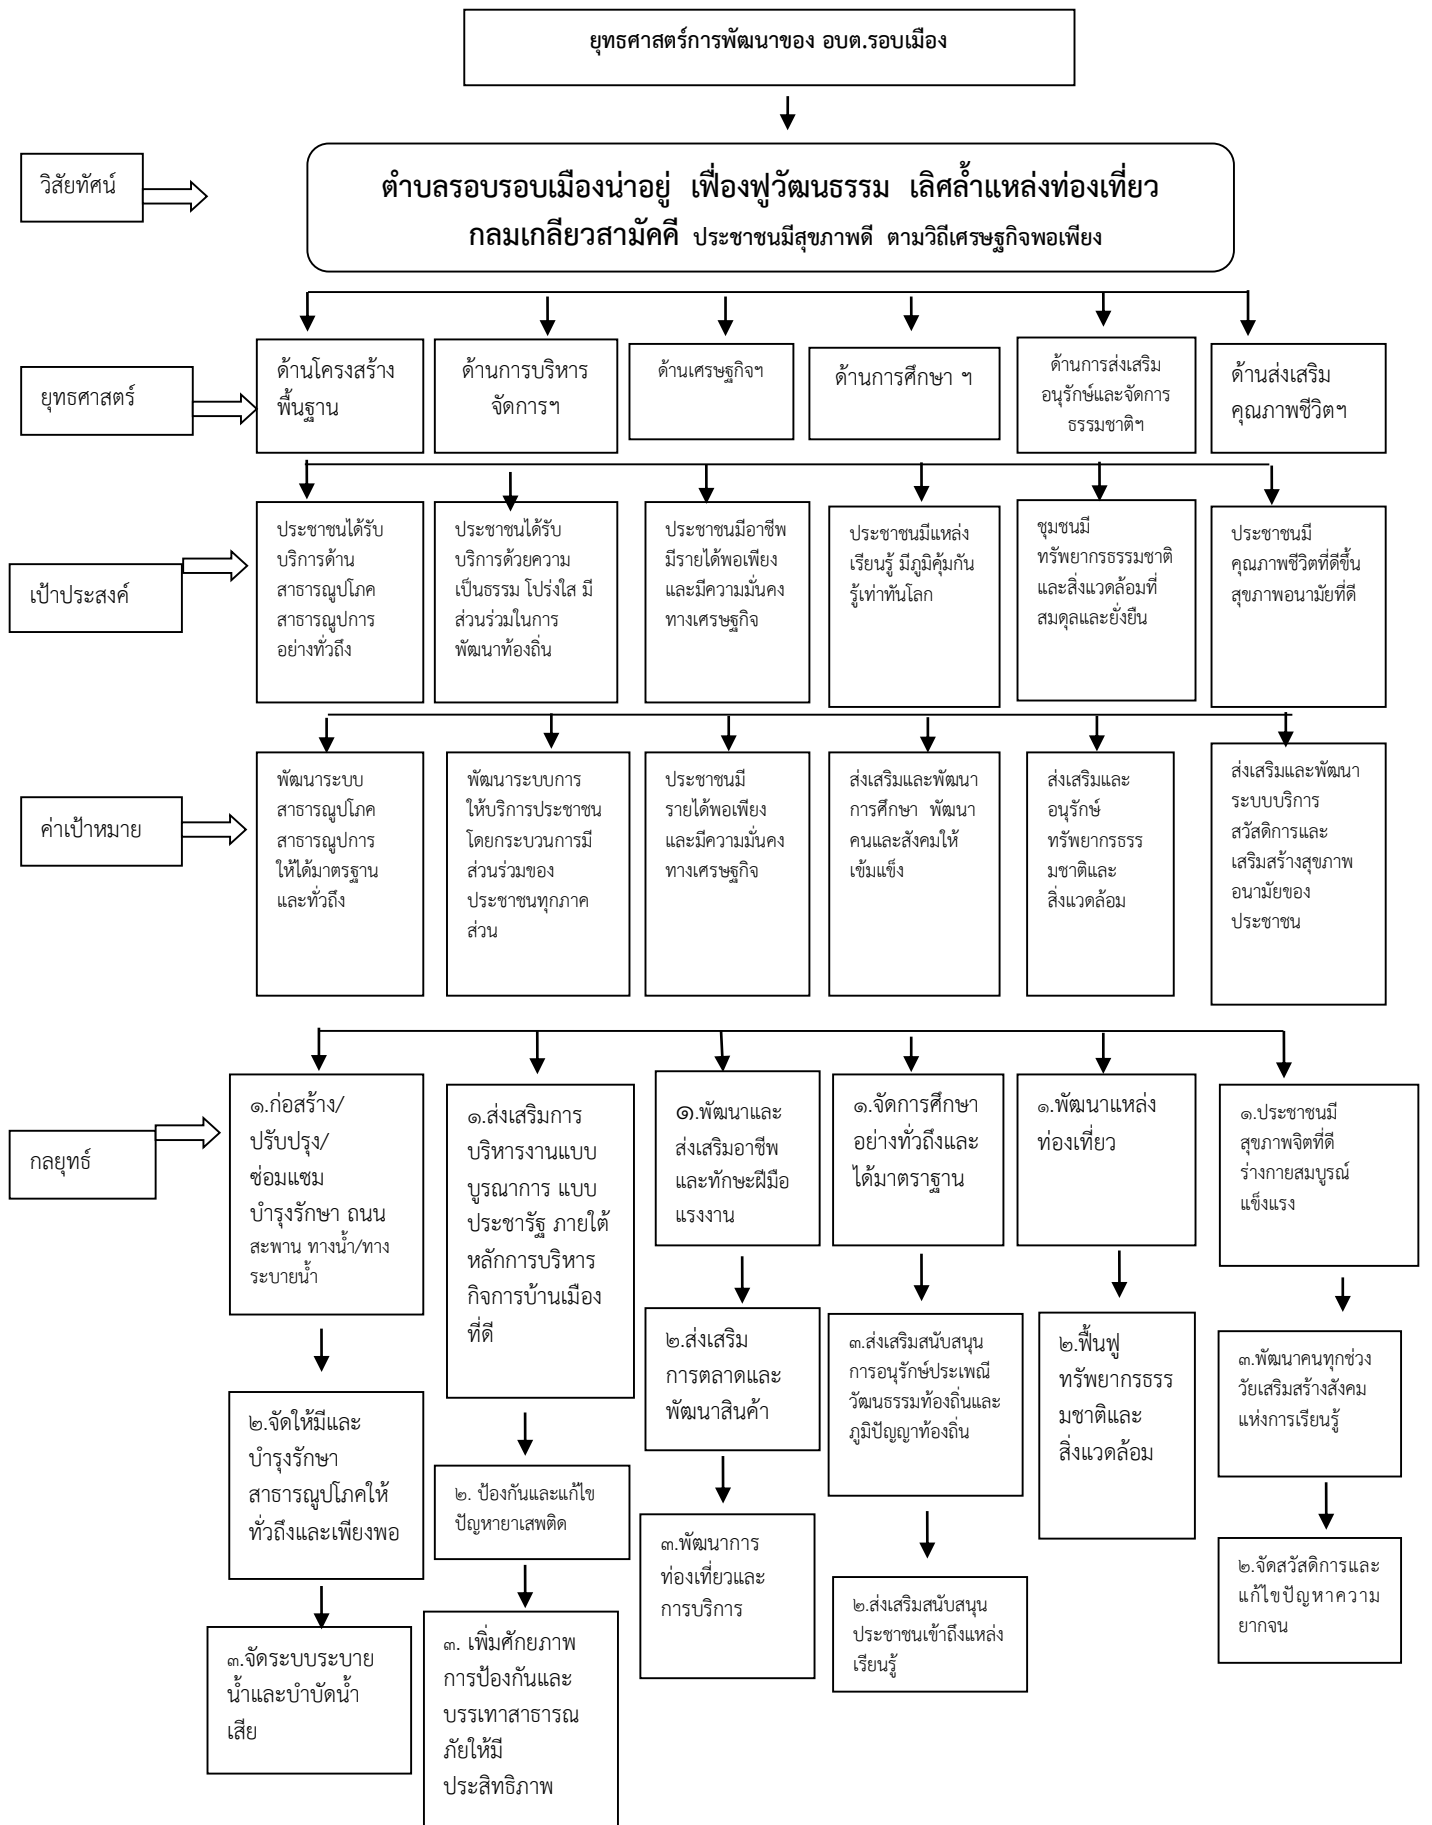 ยุทธศาสตร์การพัฒนาของ อบต.รอบเมือง
วิสัยทัศน์
ตำบลรอบรอบเมืองน่าอยู่ เฟื่องฟูวัฒนธรรม เลิศล้ำแหล่งท่องเที่ยว
กลมเกลียวสามัคคี ประชาชนมีสุขภาพดี ตามวิถีเศรษฐกิจพอเพียง
ยุทธศาสตร์
ด้านโครงสร้าง
พื้นฐาน
ด้านการบริหาร
จัดการฯ
ด้านเศรษฐกิจฯ
ด้านการศึกษา ฯ
ด้านการส่งเสริม
อนุรักษ์และจัดการ
ธรรมชาติฯ
ด้านส่งเสริม
คุณภาพชีวิตฯ
เป้าประสงค์
ประชาชนได้รับ
บริการด้าน
สาธารณูปโภค
สาธารณูปการ
อย่างทั่วถึง
ประชาชนได้รับ
บริการด้วยความ
เป็นธรรม โปร่งใส มี
ส่วนร่วมในการ
พัฒนาท้องถิ่น
ประชาชนมีอาชีพ
มีรายได้พอเพียง
และมีความมั่นคง
ทางเศรษฐกิจ
ประชาชนมีแหล่ง
เรียนรู้ มีภูมิคุ้มกัน
รู้เท่าทันโลก
ชุมชนมี
ทรัพยากรธรรมชาติ
และสิ่งแวดล้อมที่
สมดุลและยั่งยืน
ประชาชนมี
คุณภาพชีวิตที่ดีขึ้น
สุขภาพอนามัยที่ดี
ค่าเป้าหมาย
พัฒนาระบบ
สาธารณูปโภค
สาธารณูปการ
ให้ได้มาตรฐาน
และทั่วถึง
พัฒนาระบบการ
ให้บริการประชาชน
โดยกระบวนการมี
ส่วนร่วมของ
ประชาชนทุกภาค
ส่วน
ประชาชนมี
รายได้พอเพียง
และมีความมั่นคง
ทางเศรษฐกิจ
ส่งเสริมและพัฒนา
การศึกษา พัฒนา
คนและสังคมให้
เข้มแข็ง
ส่งเสริมและ
อนุรักษ์
ทรัพยากรธรร
มชาติและ
สิ่งแวดล้อม
ส่งเสริมและพัฒนา
ระบบบริการ
สวัสดิการและ
เสริมสร้างสุขภาพ
อนามัยของ
ประชาชน
กลยุทธ์
๑.ก่อสร้าง/
ปรับปรุง/
ซ่อมแซม
บำรุงรักษา ถนน
สะพาน ทางน้ำ/ทาง
ระบายน้ำ
๑.ส่งเสริมการ
บริหารงานแบบ
บูรณาการ แบบ
ประชารัฐ ภายใต้
หลักการบริหาร
กิจการบ้านเมือง
ที่ดี
๑.พัฒนาและ
ส่งเสริมอาชีพ
และทักษะฝีมือ
แรงงาน
๑.จัดการศึกษา
อย่างทั่วถึงและ
ได้มาตราฐาน
๑.พัฒนาแหล่ง
ท่องเที่ยว
๑.ประชาชนมี
สุขภาพจิตที่ดี
ร่างกายสมบูรณ์
แข็งแรง
๒.จัดให้มีและ
บำรุงรักษา
สาธารณูปโภคให้
ทั่วถึงและเพียงพอ
๒. ป้องกันและแก้ไข
ปัญหายาเสพติด
๒.ส่งเสริม
การตลาดและ
พัฒนาสินค้า
๓.ส่งเสริมสนับสนุน
การอนุรักษ์ประเพณี
วัฒนธรรมท้องถิ่นและ
ภูมิปัญญาท้องถิ่น
๒.ฟื้นฟู
ทรัพยากรธรร
มชาติและ
สิ่งแวดล้อม
๓.พัฒนาคนทุกช่วง
วัยเสริมสร้างสังคม
แห่งการเรียนรู้
๓.จัดระบบระบาย
น้ำและบำบัดน้ำ
เสีย
๓. เพิ่มศักยภาพ
การป้องกันและ
บรรเทาสาธารณ
ภัยให้มี
ประสิทธิภาพ
๓.พัฒนาการ
ท่องเที่ยวและ
การบริการ
๒.ส่งเสริมสนับสนุน
ประชาชนเข้าถึงแหล่ง
เรียนรู้
๒.จัดสวัสดิการและ
แก้ไขปัญหาความ
ยากจน